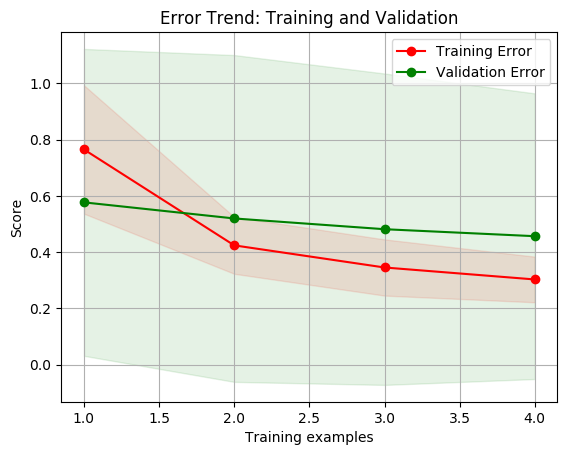 Error Trend: Training and Validation
Training Error
Validation Error
1.0
0.8
0.6
0.4
0.2
0.0
Score
1.0 1.5 2.0 2.5 3.0 3.5 4.0
Training examples